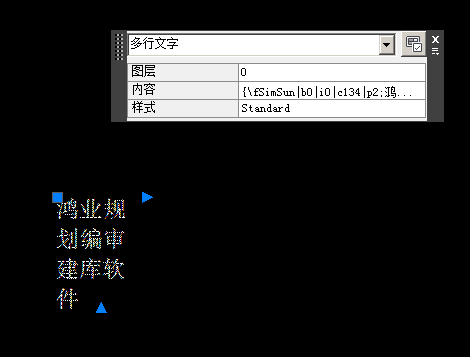 多行文字
图层 0
内容 {\fSimSun|b0|i0|c134|p2;鸿...
样式 Standard
鸿业规
划编审
建库软
件